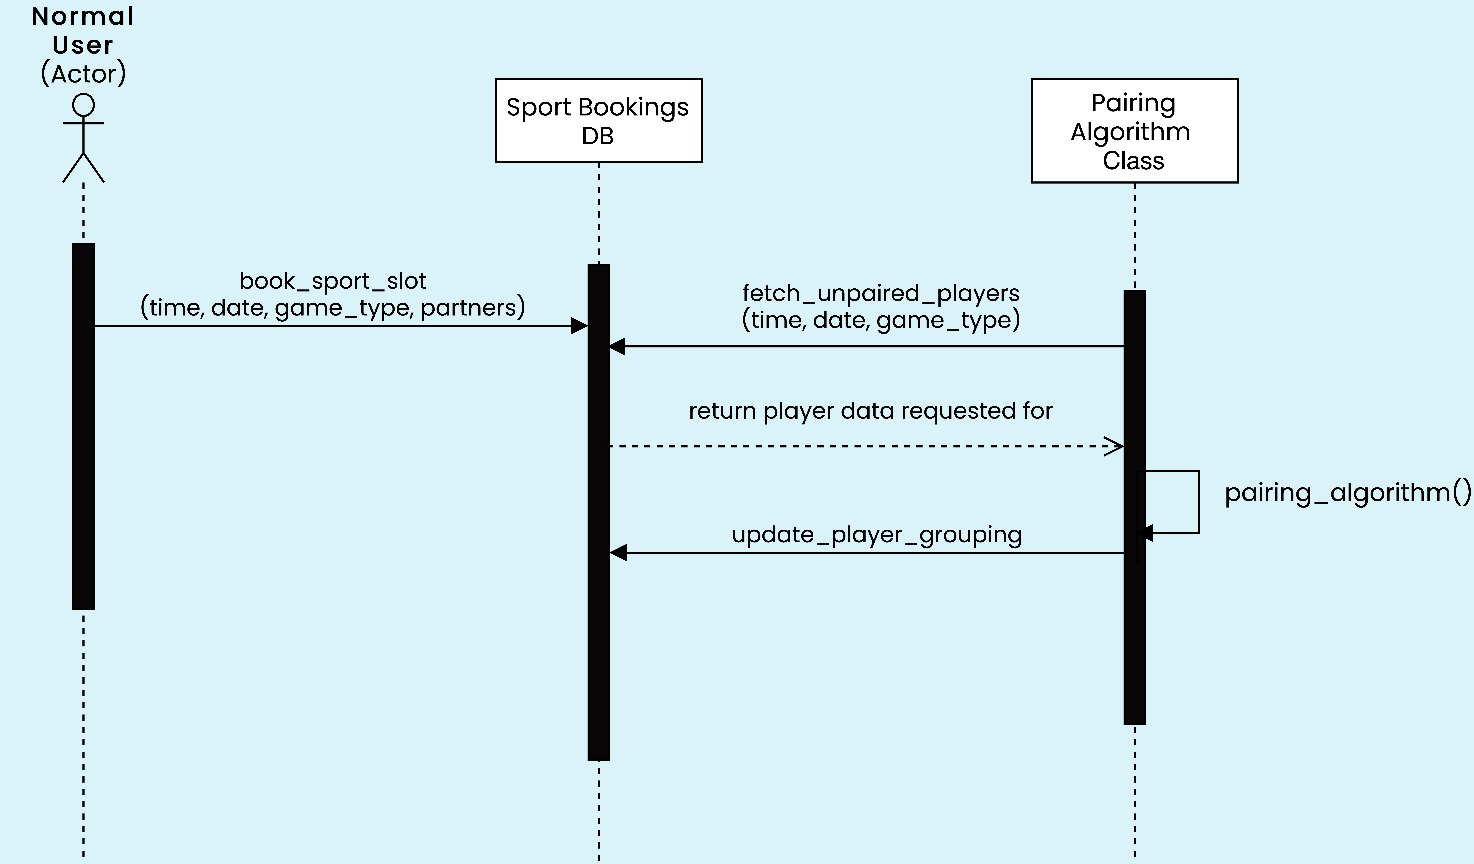 Normal
User
(Actor)
Sport Bookings
DB
Pairing
Algorithm
Class
book_sport_slot
(time, date, game_type, partners)
fetch_unpaired_players
(time, date, game_type)
return player data requested for
pairing_algorithm()
update_player_grouping